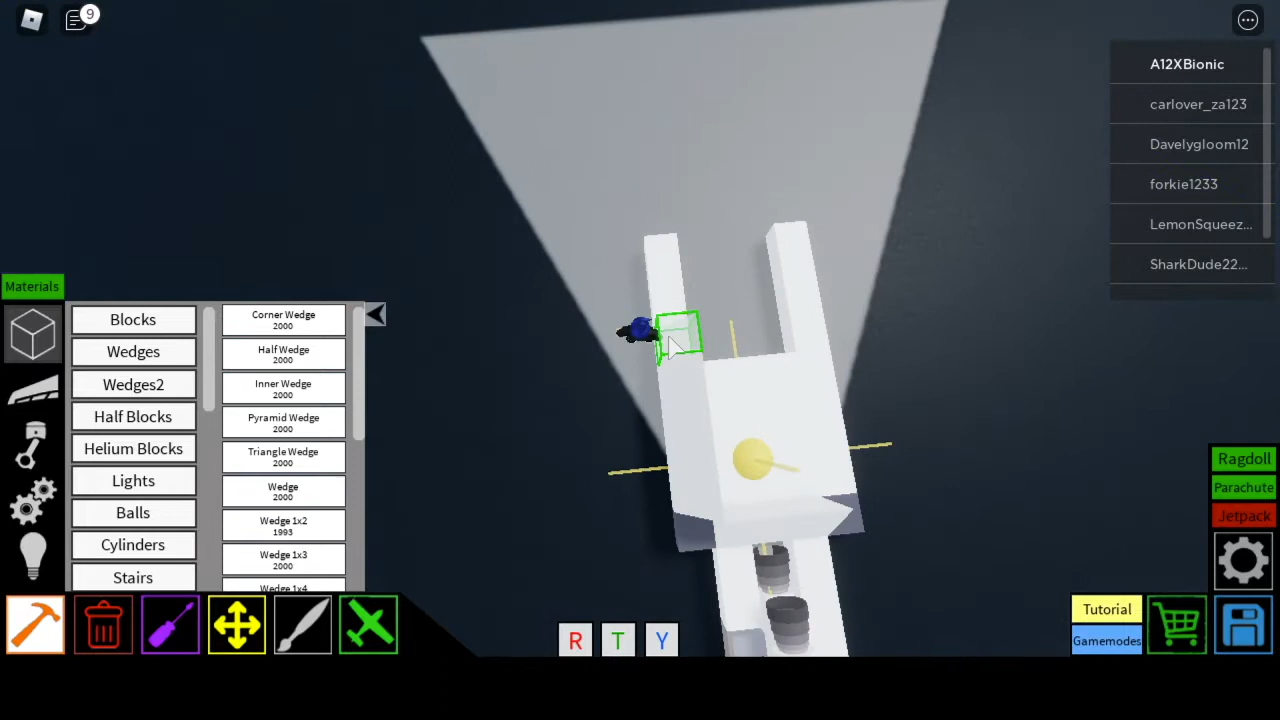 9
A12XBionic
carlover_za123
Davelygloom12
forkie1233
LemonSqueez...
SharkDude22...
Materials
Blocks
Wedges
Wedges2
Half Blocks
Helium Blocks
Lights
Balls
Cylinders
Stairs
Corner Wedge
2000
Half Wedge
2000
Inner Wedge
2000
Pyramid Wedge
2000
Triangle Wedge
2000
Wedge
2000
Wedge 1x2
1993
Wedge 1x3
2000
Wedge 1x4
R T Y
Ragdoll
Parachute
Jetpack
Tutorial
Gamemodes